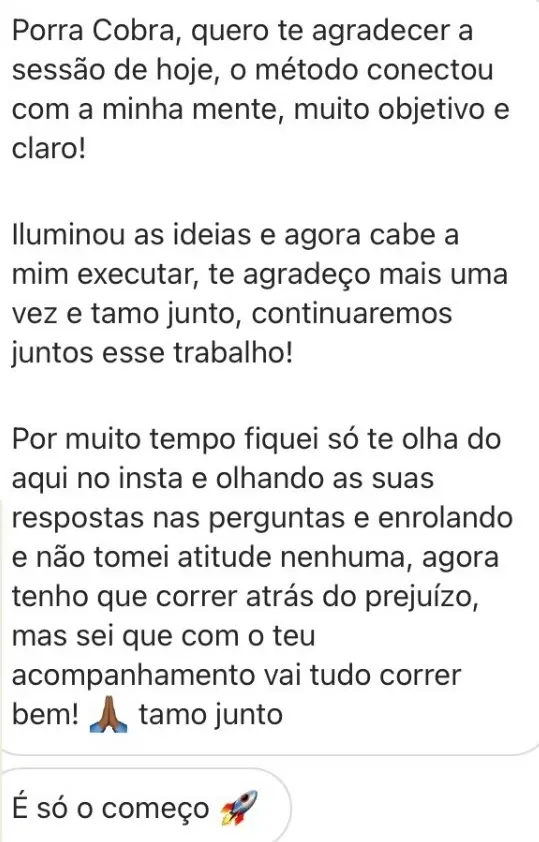 Porra Cobra, quero te agradecer a
sessão de hoje, o método conectou
com a minha mente, muito objetivo e
claro!
Iluminou as ideias e agora cabe a
mim executar, te agradeço mais uma
vez e tamo junto, continuaremos
juntos esse trabalho!
Por muito tempo fiquei só te olha do
aqui no insta e olhando as suas
respostas nas perguntas e enrolando
e não tomei atitude nenhuma, agora
tenho que correr atrás do prejuízo,
mas sei que com o teu
acompanhamento vai tudo correr
bem! 🙏🏾 tamo junto
É só o começo 🚀